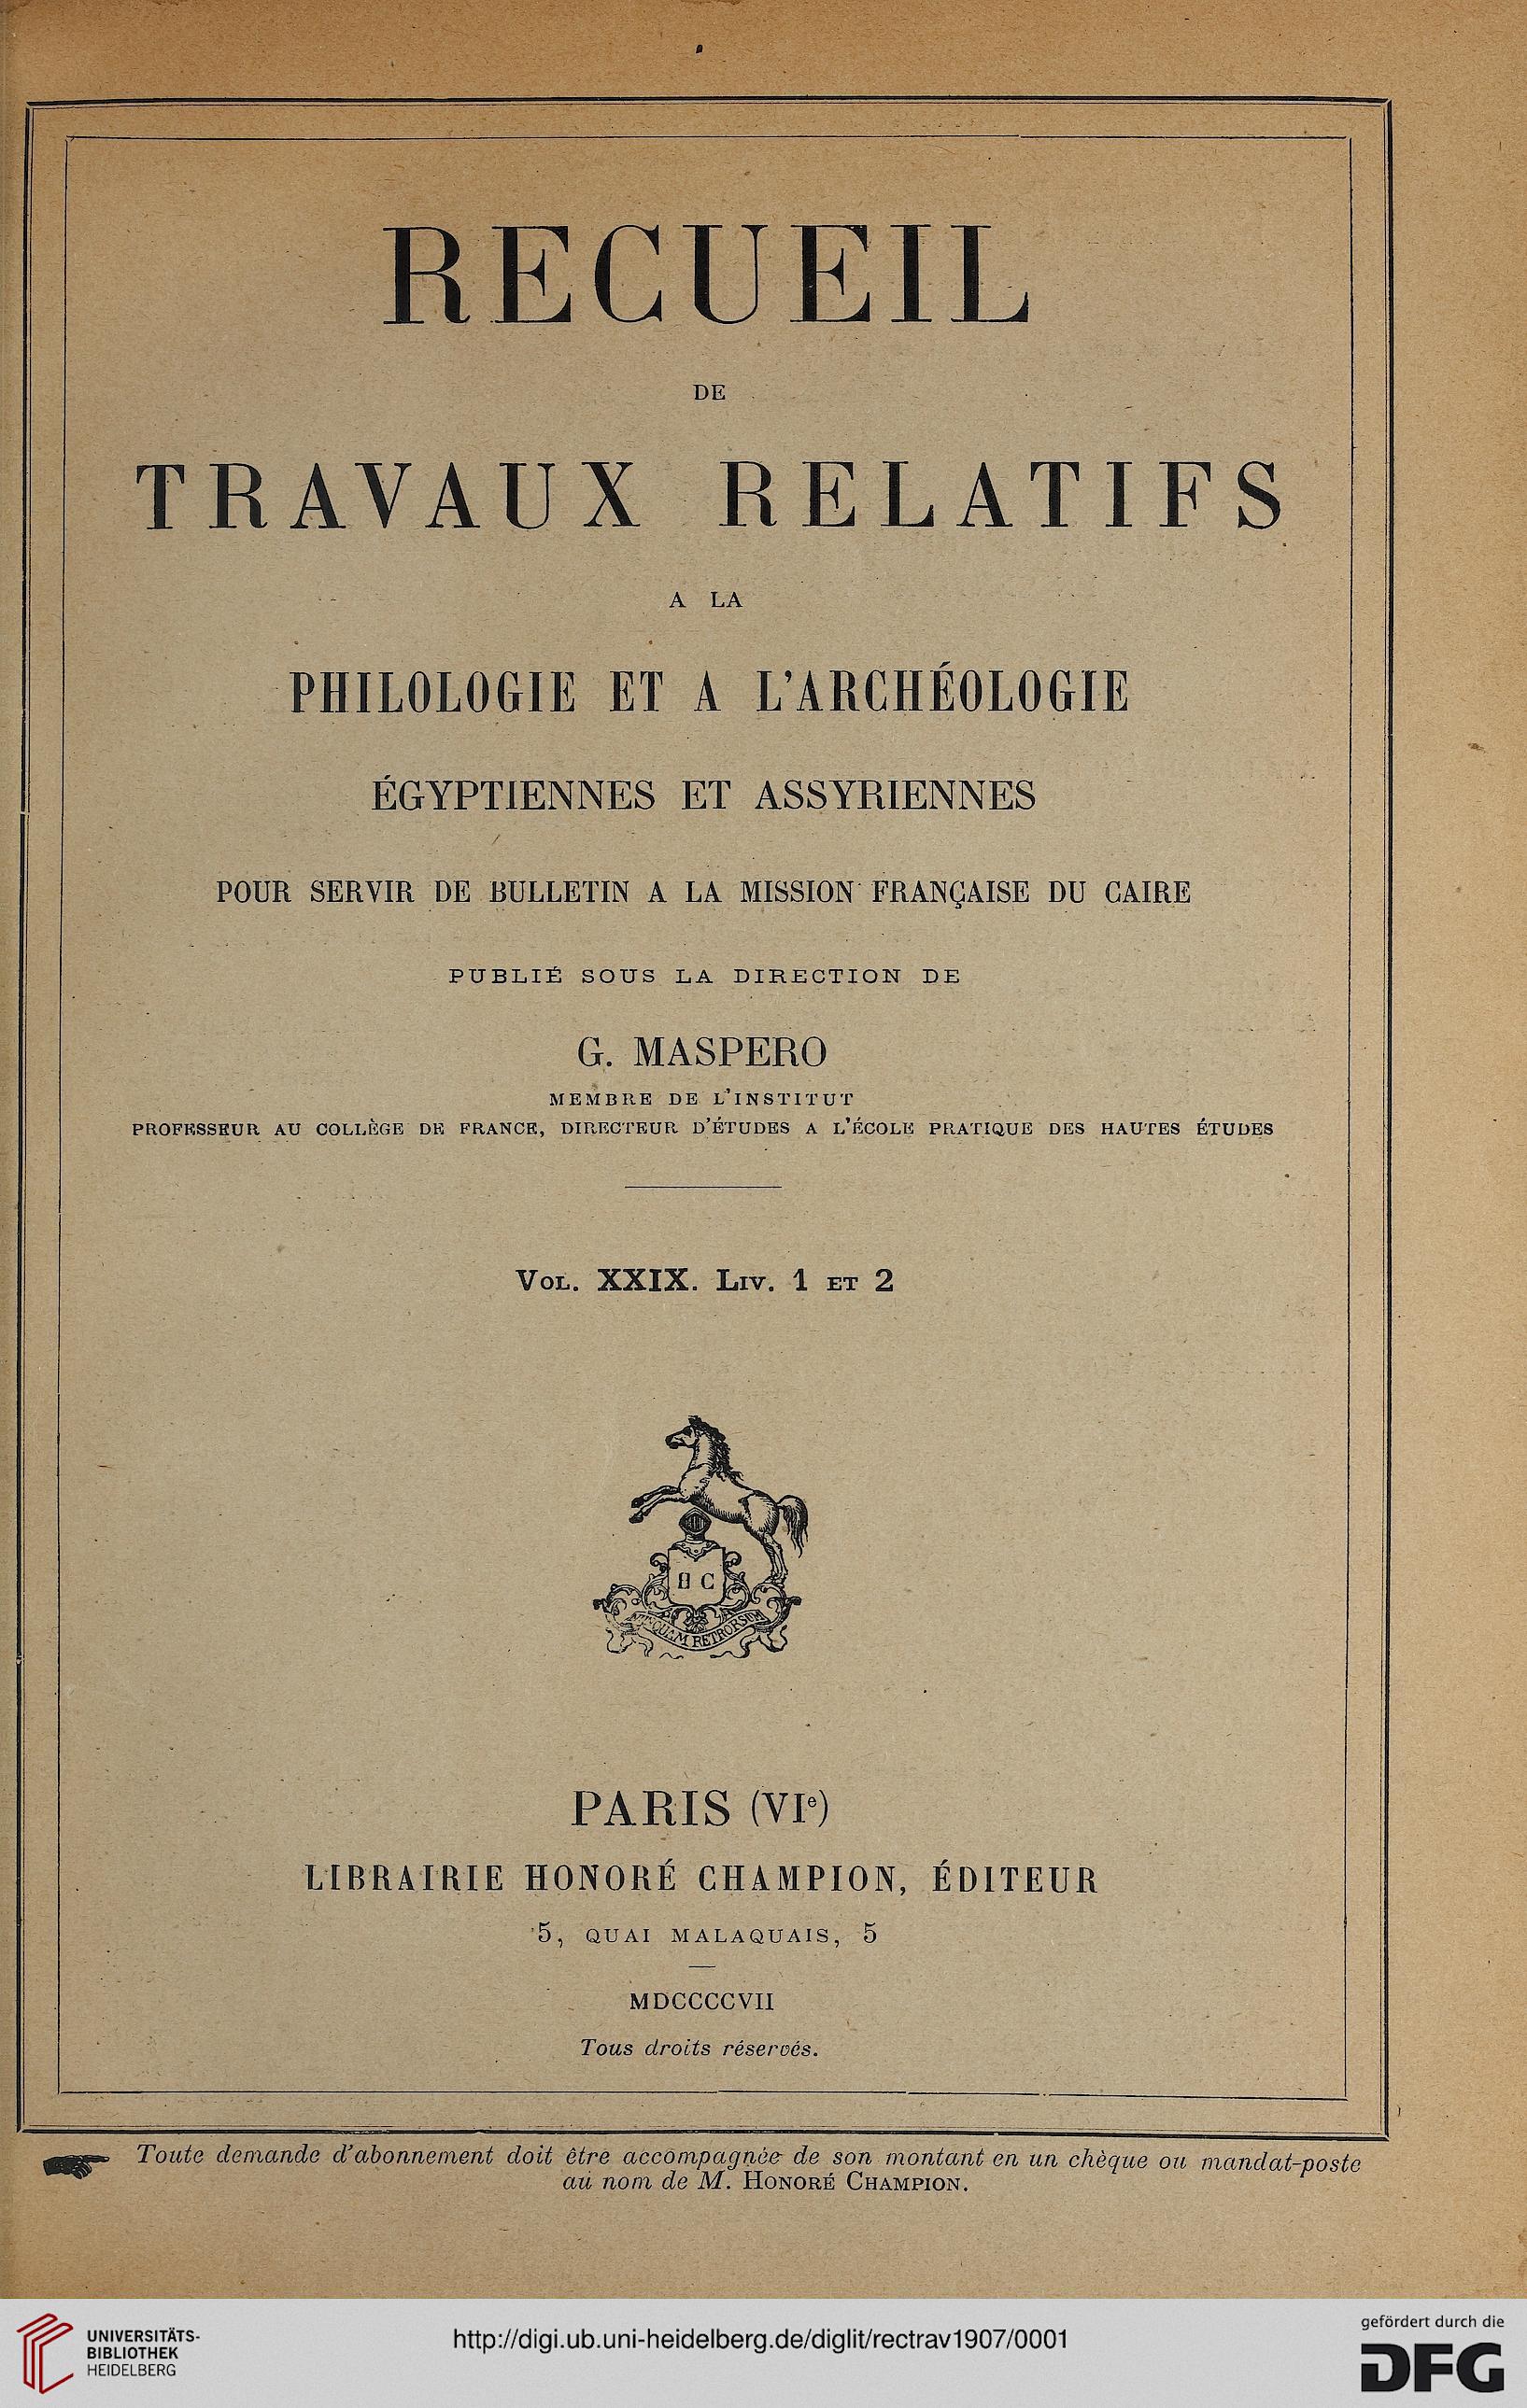 RECUEIL
DE
TRAVAUX RELATIFS
A LA
PHILOLOGIE ET A L'ARCHÉOLOGIE
ÉGYPTIENNES ET ASSYRIENNES
POUR SERVIR DE BULLETIN A LA MISSION FRANÇAISE DU CAIRE
PUBLIÉ SOUS LA DIRECTION DE
G. MASPERO
MEMBRE DE L'INSTITUT
PROFESSEUR AU COLLÈGE DE FRANCE, DIRECTEUR D'ÉTUDES A L'ÉCOLE PRATIQUE DES HAUTES ÉTUDES
VOL. XXIX. LIV. 1 ET 2
H C
RETRORSUM
PARIS (VIe)
LIBRAIRIE HONORÉ CHAMPION, ÉDITEUR
5, QUAI MALAQUAIS, 5
MDCCCCVII
Tous droits réservés.
Toute demande d'abonnement doit être accompagnée de son montant en un chèque ou mandat-poste
au nom de M. HONORÉ CHAMPION.
UNIVERSITÄTS-
BIBLIOTHEK
HEIDELBERG
http://digi.ub.uni-heidelberg.de/diglit/rectrav1907/0001
gefördert durch die
DFG